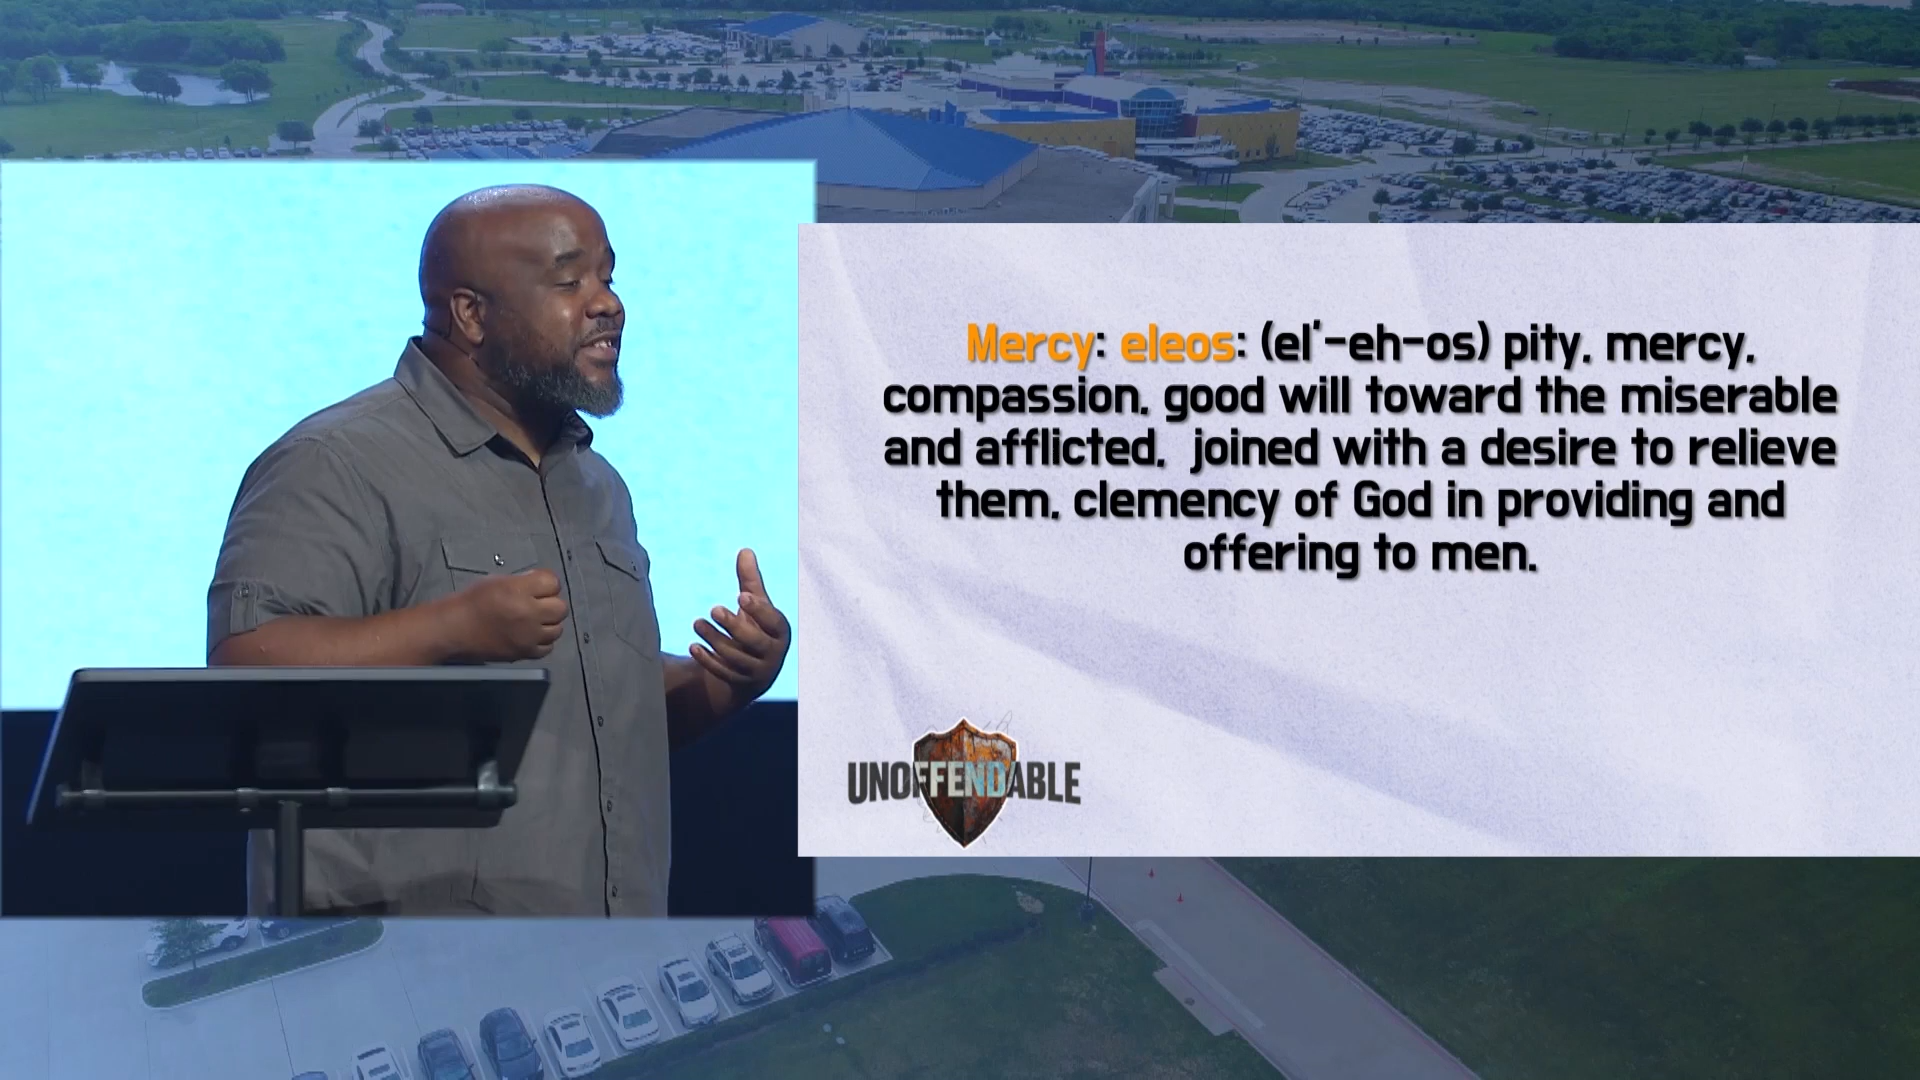 Mercy: eleos: (el'-eh-os) pity, mercy,
compassion, good will toward the miserable
and afflicted,  joined with a desire to relieve
them, clemency of God in providing and
offering to men.
UNOFFENDABLE